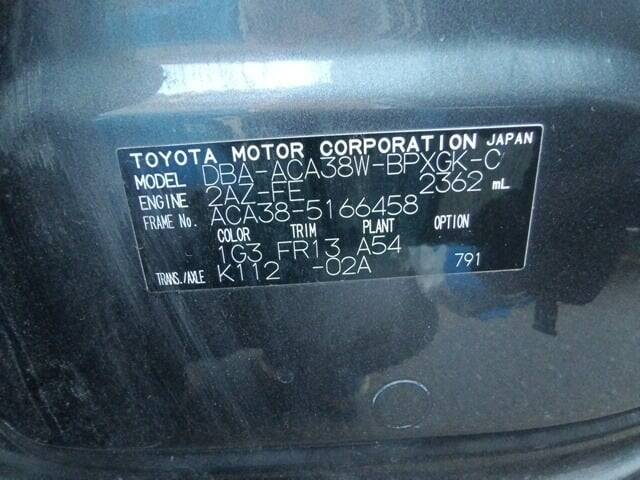 TOYOTA MOTOR CORPORATION JAPAN
MODEL DBA-ACA38W-BPXGK-C
ENGINE 2AZ-FE 2362 mL
FRAME No. ACA38-5166458
COLOR TRIM PLANT OPTION
1G3 FR13 A54
TRANS./AXLE K112 -02A 791